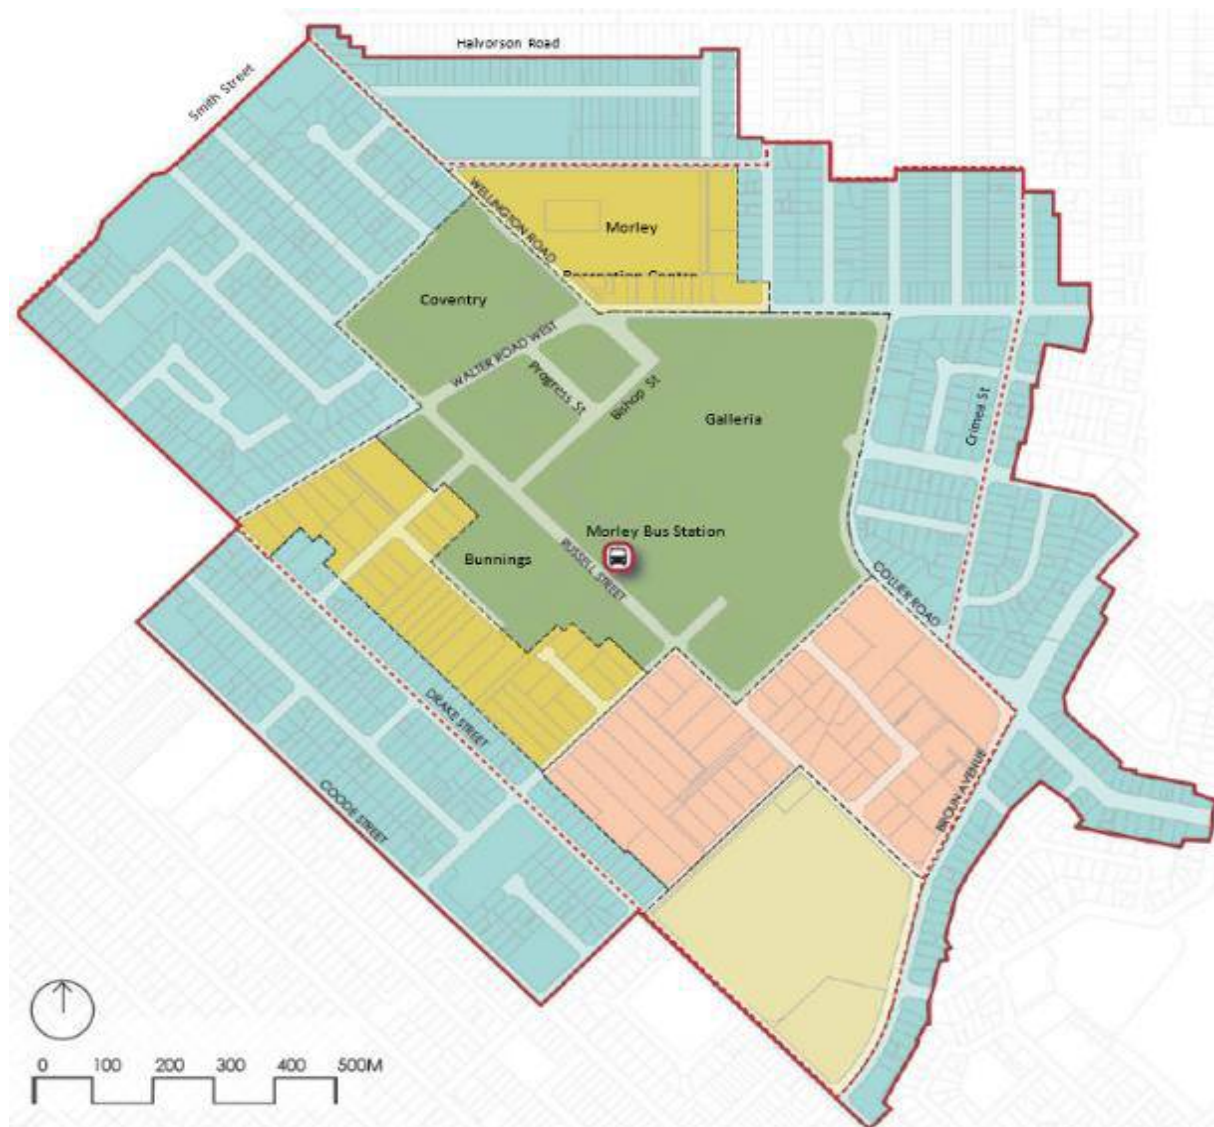 Halvorson Road
Smith Street
WELLINGTON ROAD
Morley
Recreation Centre
Coventry
WALTER ROAD WEST
Progress St
Bishop St
Galleria
Crimea St
Morley Bus Station
Bunnings
RUSSELL STREET
COLLIER ROAD
DRAKE STREET
COODE STREET
BROUN AVENUE
0 100 200 300 400 500M